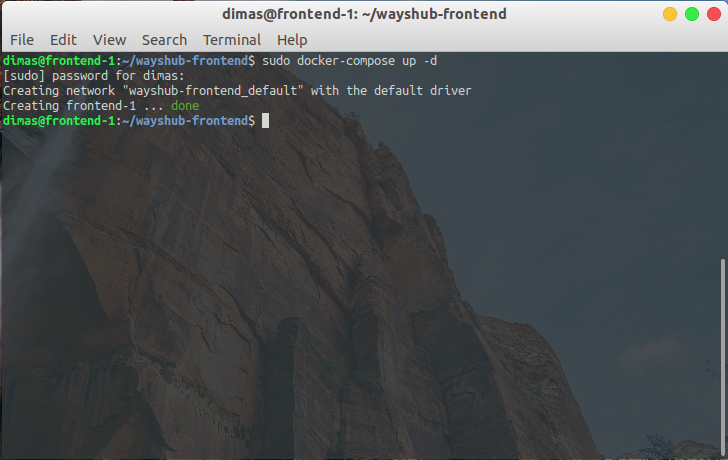 dimas@frontend-1: ~/wayshub-frontend
File Edit View Search Terminal Help
dimas@frontend-1:~/wayshub-frontend$ sudo docker-compose up -d
[sudo] password for dimas:
Creating network "wayshub-frontend_default" with the default driver
Creating frontend-1 ... done
dimas@frontend-1:~/wayshub-frontend$